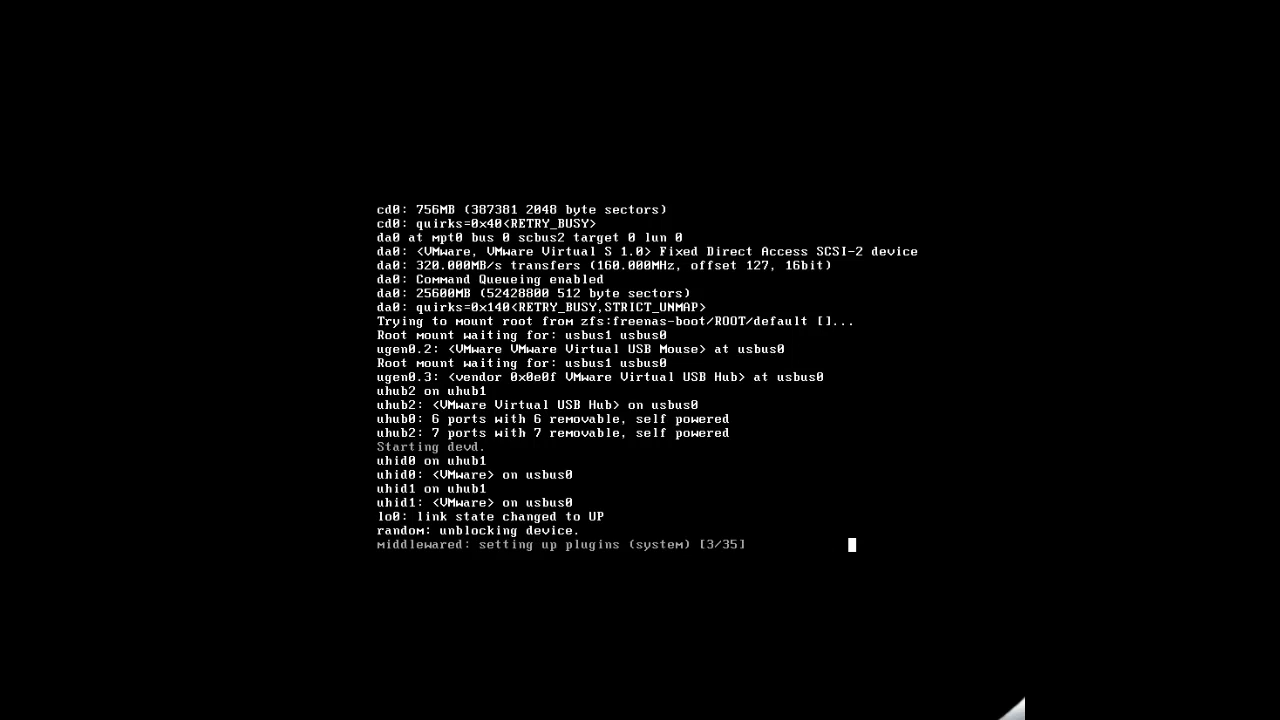 cd0: 756MB (387381 2048 byte sectors)
cd0: quirks=0x40<RETRY_BUSY>
da0 at mpt0 bus 0 scbus2 target 0 lun 0
da0: <VMware, VMware Virtual S 1.0> Fixed Direct Access SCSI-2 device
da0: 320.000MB/s transfers (160.000MHz, offset 127, 16bit)
da0: Command Queueing enabled
da0: 25600MB (52428800 512 byte sectors)
da0: quirks=0x140<RETRY_BUSY,STRICT_UNMAP>
Trying to mount root from zfs:freenas-boot/ROOT/default []...
Root mount waiting for: usbus1 usbus0
ugen0.2: <VMware VMware Virtual USB Mouse> at usbus0
Root mount waiting for: usbus1 usbus0
ugen0.3: <vendor 0x0e0f VMware Virtual USB Hub> at usbus0
uhub2 on uhub1
uhub2: <VMware Virtual USB Hub> on usbus0
uhub0: 6 ports with 6 removable, self powered
uhub2: 7 ports with 7 removable, self powered
Starting devd.
uhid0 on uhub1
uhid0: <VMware> on usbus0
uhid1 on uhub1
uhid1: <VMware> on usbus0
lo0: link state changed to UP
random: unblocking device.
middlewared: setting up plugins (system) [3/35]